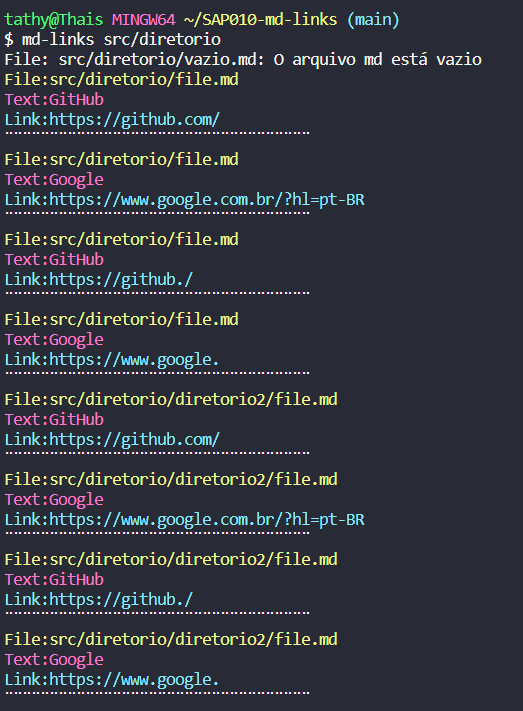 tathy@Thais MINGW64 ~/SAP010-md-links (main)
$ md-links src/diretorio
File: src/diretorio/vazio.md: O arquivo md está vazio
File:src/diretorio/file.md
Text:GitHub
Link:https://github.com/
File:src/diretorio/file.md
Text:Google
Link:https://www.google.com.br/?hl=pt-BR
File:src/diretorio/file.md
Text:GitHub
Link:https://github./
File:src/diretorio/file.md
Text:Google
Link:https://www.google.
File:src/diretorio/diretorio2/file.md
Text:GitHub
Link:https://github.com/
File:src/diretorio/diretorio2/file.md
Text:Google
Link:https://www.google.com.br/?hl=pt-BR
File:src/diretorio/diretorio2/file.md
Text:GitHub
Link:https://github./
File:src/diretorio/diretorio2/file.md
Text:Google
Link:https://www.google.